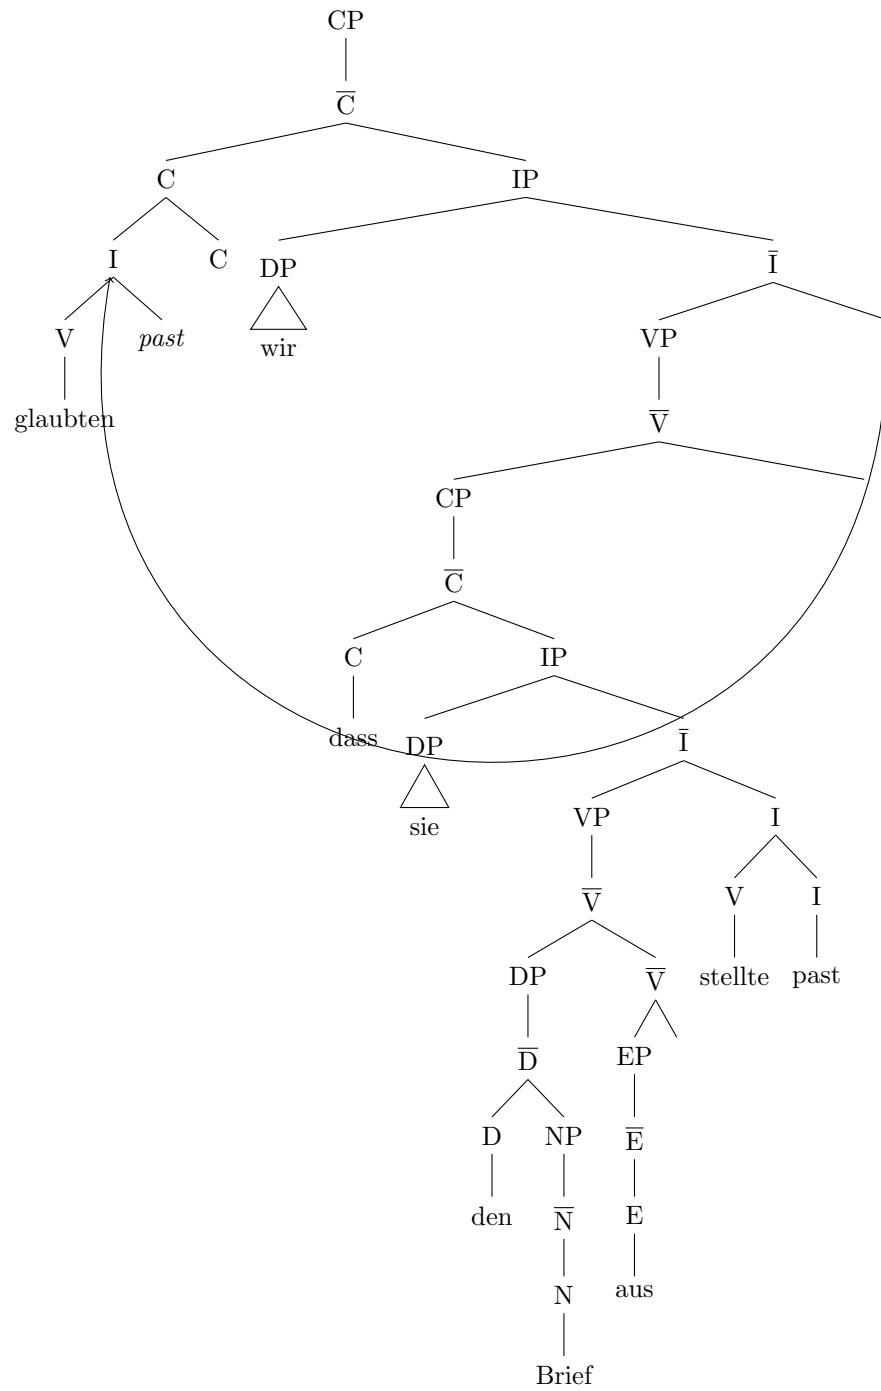 CP
C̅
C IP
I C DP I̅
V past wir VP
glaubten V̅
CP
C̅
C IP
dass DP I̅
sie VP I
V̅ V I
DP V̅ stellte past
D̅ EP
D NP E̅
den N̅ E
N aus
Brief